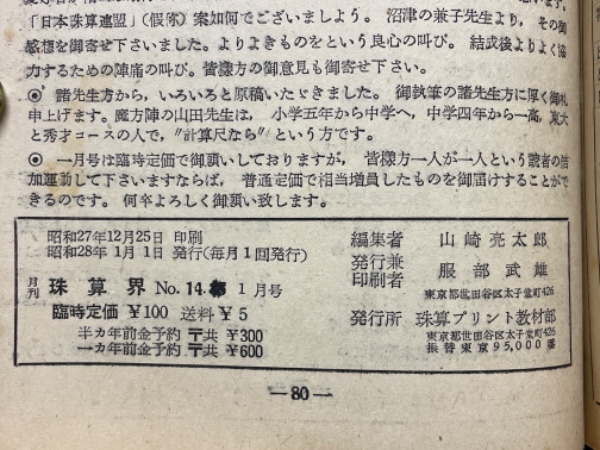 「日本珠算連盟」(仮称)案如何でございましよう。沼津の兼子先生より、その御
感想を御寄せ下さいました。よりよきものをという良心の叫び。結武後よりよく協
力するための陣痛の叫び。皆様方の御意見も御寄せ下さい。
◉ 諸先生方から、いろいろと原稿いたゞきました。御執筆の諸先生方に厚く御礼
申上げます。魔方陣の山田先生は、小学五年から中学へ、中学四年から一高、東大
と秀才コースの人で、"計算尺なら"という方です。
◉ 一月号は臨時定価で御願いしておりますが、皆様方一人が一人という読者の倍
加運動して下さいますならば、普通定価で相当増員したものを御届けすることがで
きるのです。何卒よろしく御願い致します。
昭和27年12月25日 印刷
昭和28年 1月 1日 発行(毎月1回発行)
月刊 珠算界 No. 14. 1月号
臨時定価 ¥100 送料 ¥5
半カ年前金予約 〒共 ¥300
一カ年前金予約 〒共 ¥600
編集者 山崎亮太郎
発行兼印刷者 服部武雄
東京都世田谷区太子堂町426
発行所 珠算プリント教材部
東京都世田谷区太子堂町426
振替東京95,000番
—80—